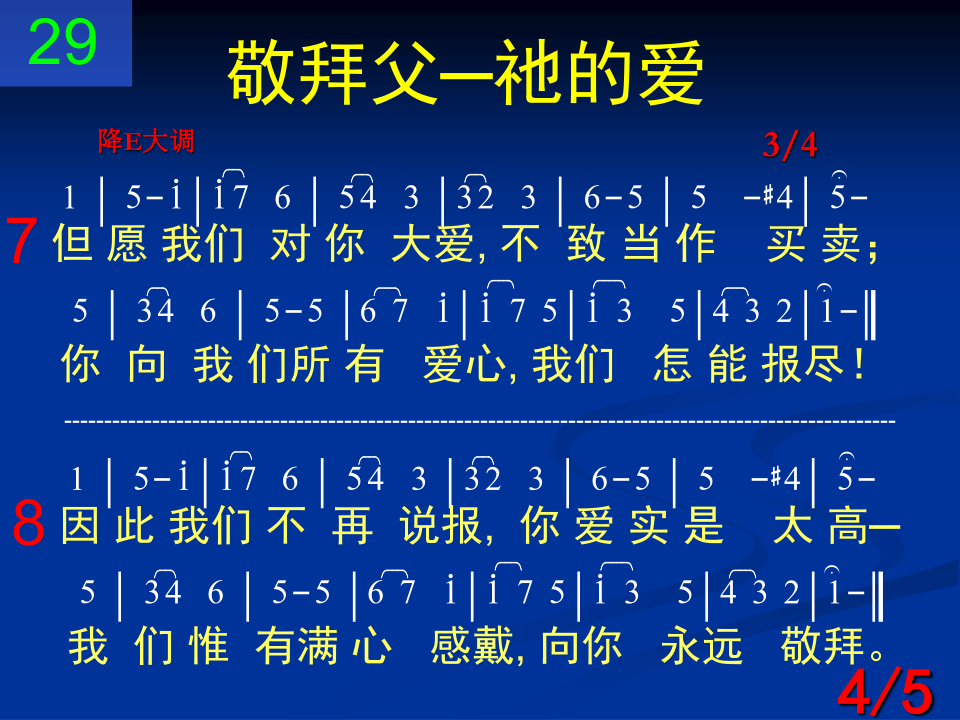 29
敬拜父─祂的爱
降E大调 3/4
1 | 5－i | i 7 6 | 5 4 3 | 3 2 3 | 6－5 | 5 －♯4 | 5－
7 但愿我们 对你 大爱, 不 致当作 买卖；
5 | 3 4 6 | 5－5 | 6 7 i | i 7 5 | i 3 5 | 4 3 2 | 1－‖
你 向 我们所有 爱心, 我们 怎能报尽！
1 | 5－i | i 7 6 | 5 4 3 | 3 2 3 | 6－5 | 5 －♯4 | 5－
8 因此我们不 再 说报, 你爱实是 太高─
5 | 3 4 6 | 5－5 | 6 7 i | i 7 5 | i 3 5 | 4 3 2 | 1－‖
我 们惟 有满心 感戴, 向你 永远 敬拜。
4/5